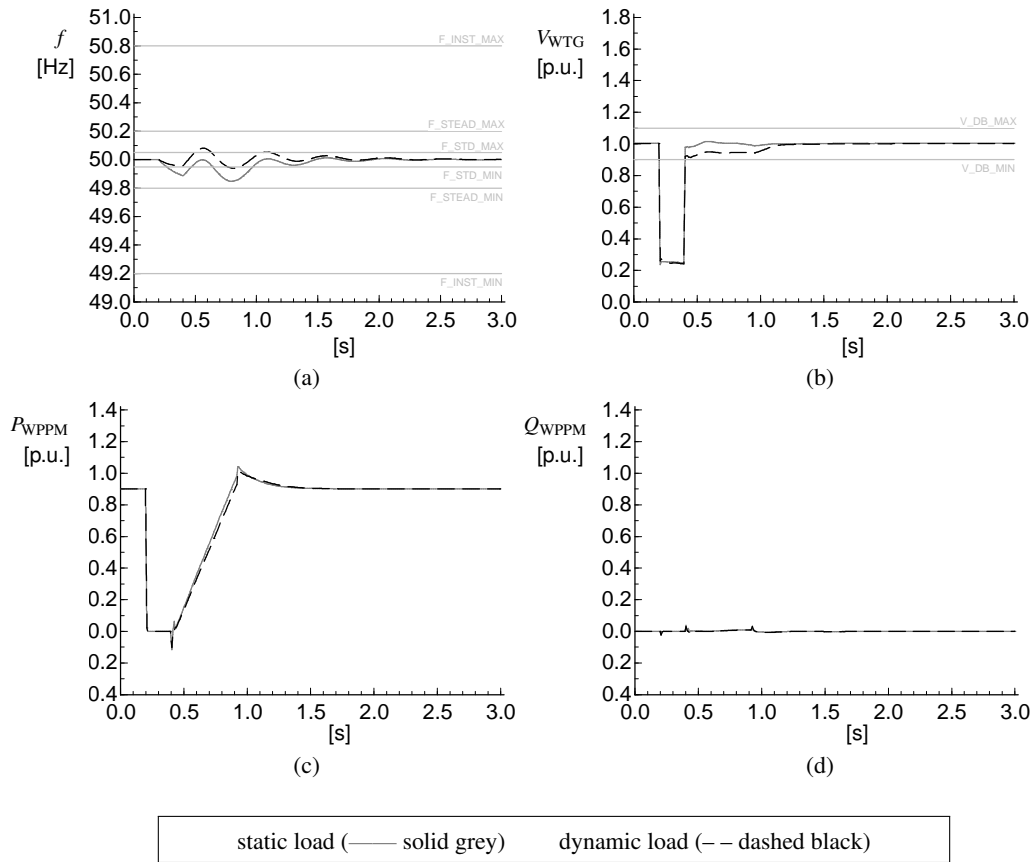 f
[Hz]
51.0
50.8
50.6
50.4
50.2
50.0
49.8
49.6
49.4
49.2
49.0
F_INST_MAX
F_STEAD_MAX
F_STD_MAX
F_STD_MIN
F_STEAD_MIN
F_INST_MIN
0.0 0.5 1.0 1.5 2.0 2.5 3.0
[s]
(a)
VWTG
[p.u.]
1.8
1.6
1.4
1.2
1.0
0.8
0.6
0.4
0.2
0.0
V_DB_MAX
V_DB_MIN
0.0 0.5 1.0 1.5 2.0 2.5 3.0
[s]
(b)
PWPPM
[p.u.]
1.4
1.2
1.0
0.8
0.6
0.4
0.2
0.0
0.2
0.4
0.0 0.5 1.0 1.5 2.0 2.5 3.0
[s]
(c)
QWPPM
[p.u.]
1.4
1.2
1.0
0.8
0.6
0.4
0.2
0.0
0.2
0.4
0.0 0.5 1.0 1.5 2.0 2.5 3.0
[s]
(d)
static load (—— solid grey) dynamic load (– – dashed black)